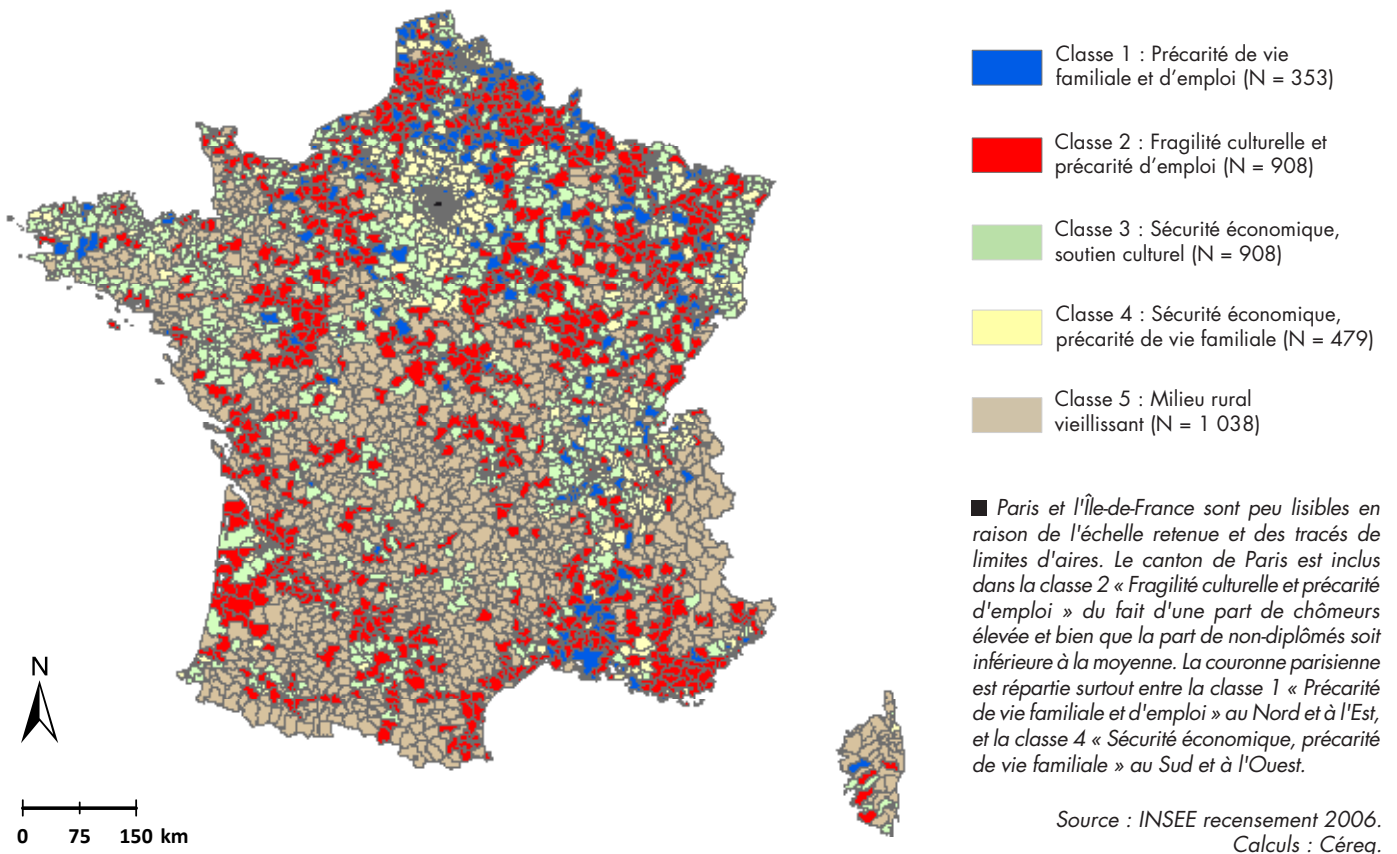 Classe 1 : Précarité de vie
familiale et d’emploi (N = 353)
Classe 2 : Fragilité culturelle et
précarité d’emploi (N = 908)
Classe 3 : Sécurité économique,
soutien culturel (N = 908)
Classe 4 : Sécurité économique,
précarité de vie familiale (N = 479)
Classe 5 : Milieu rural
vieillissant (N = 1 038)
Paris et l'Île-de-France sont peu lisibles en
raison de l'échelle retenue et des tracés de
limites d'aires. Le canton de Paris est inclus
dans la classe 2 « Fragilité culturelle et précarité
d'emploi » du fait d'une part de chômeurs
élevée et bien que la part de non-diplômés soit
inférieure à la moyenne. La couronne parisienne
est répartie surtout entre la classe 1 « Précarité
de vie familiale et d'emploi » au Nord et à l'Est,
et la classe 4 « Sécurité économique, précarité
de vie familiale » au Sud et à l'Ouest.
Source : INSEE recensement 2006.
Calculs : Céreq.
N
0 75 150 km